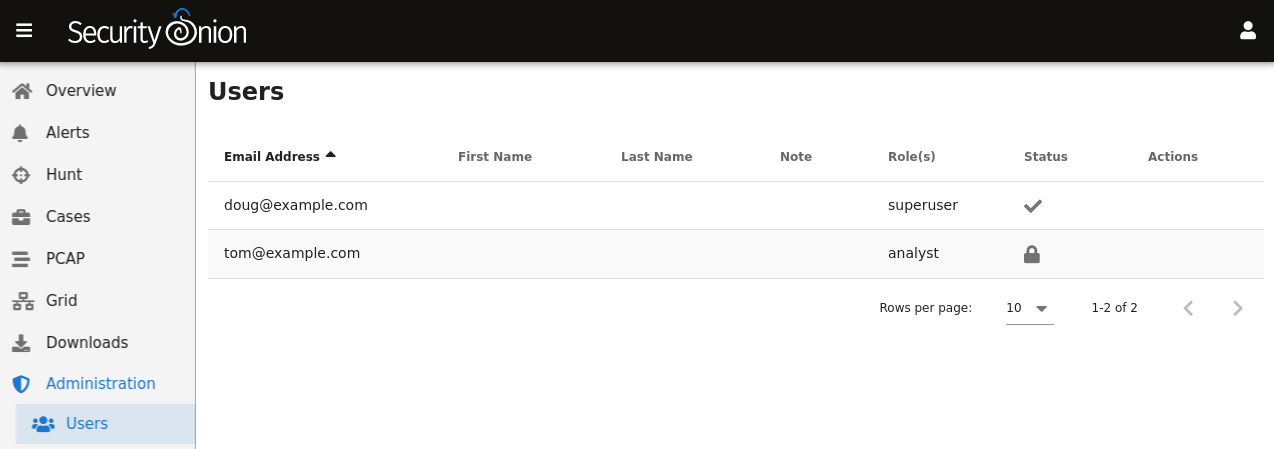 Security Onion
Overview
Alerts
Hunt
Cases
PCAP
Grid
Downloads
Administration
Users
Users
Email Address First Name Last Name Note Role(s) Status Actions
doug@example.com superuser
tom@example.com analyst
Rows per page: 10 1-2 of 2